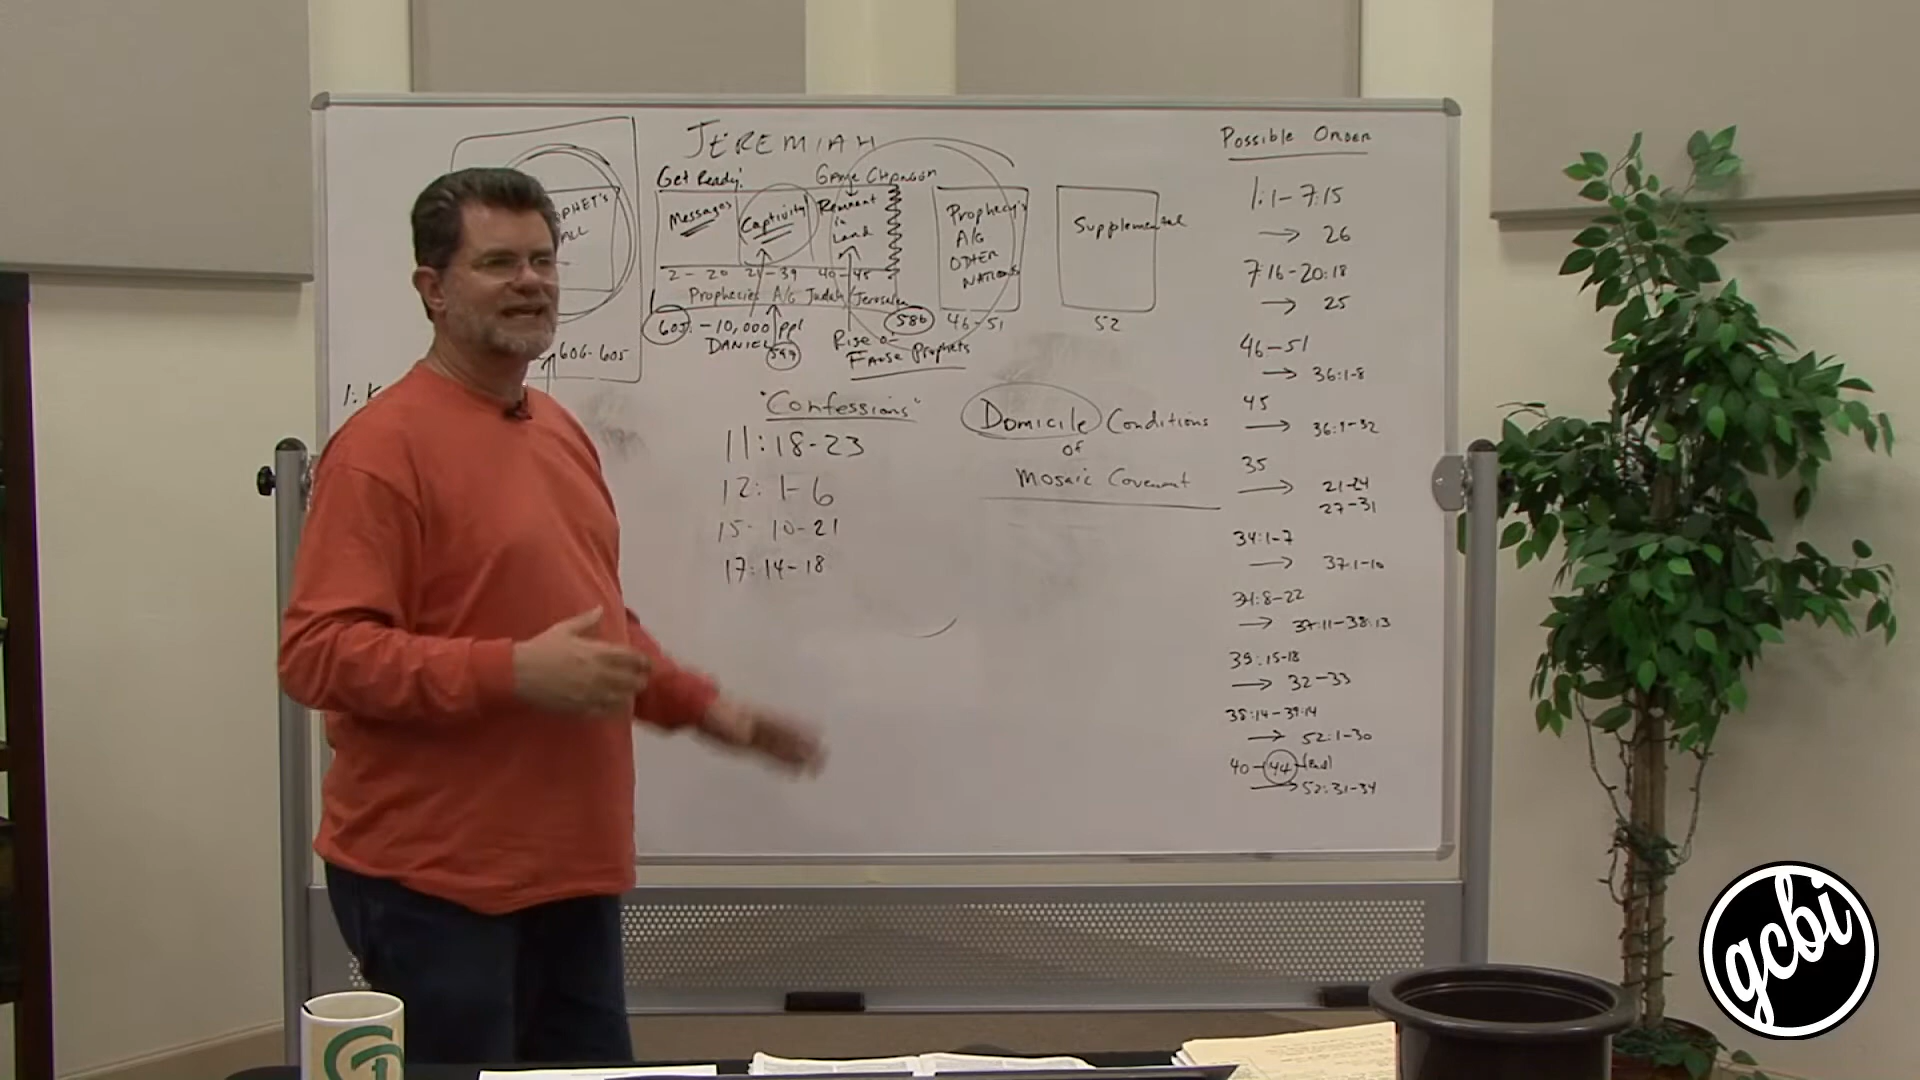 JEREMIAH
Get Ready!
Game Changer
Messages
Captivity
Remnant
in
Land
2 - 20 21 - 39 40 - 45
Prophecies A/G Judah/Jerusalem
605 - 10,000 ppl
DANIEL
597
586
Rise of
False Prophets
PHET'S
ALL
606-605
1:
Prophecy's
A/G
OTHER
NATIONS
46-51
Supplemental
52
"Confessions"
11:18-23
12: 1-6
15: 10-21
17:14-18
Domicile Conditions
of
Mosaic Covenant
Possible Order
1:1-7:15
→ 26
7:16-20:18
→ 25
46-51
→ 36:1-8
45
→ 36:9-32
35
→ 21-24
27-31
34:1-7
→ 37:1-10
34:8-22
→ 37:11-38:13
39:15-18
→ 32-33
38:14-39:14
→ 52:1-30
40-44 (End)
→ 52:31-34
gcbi